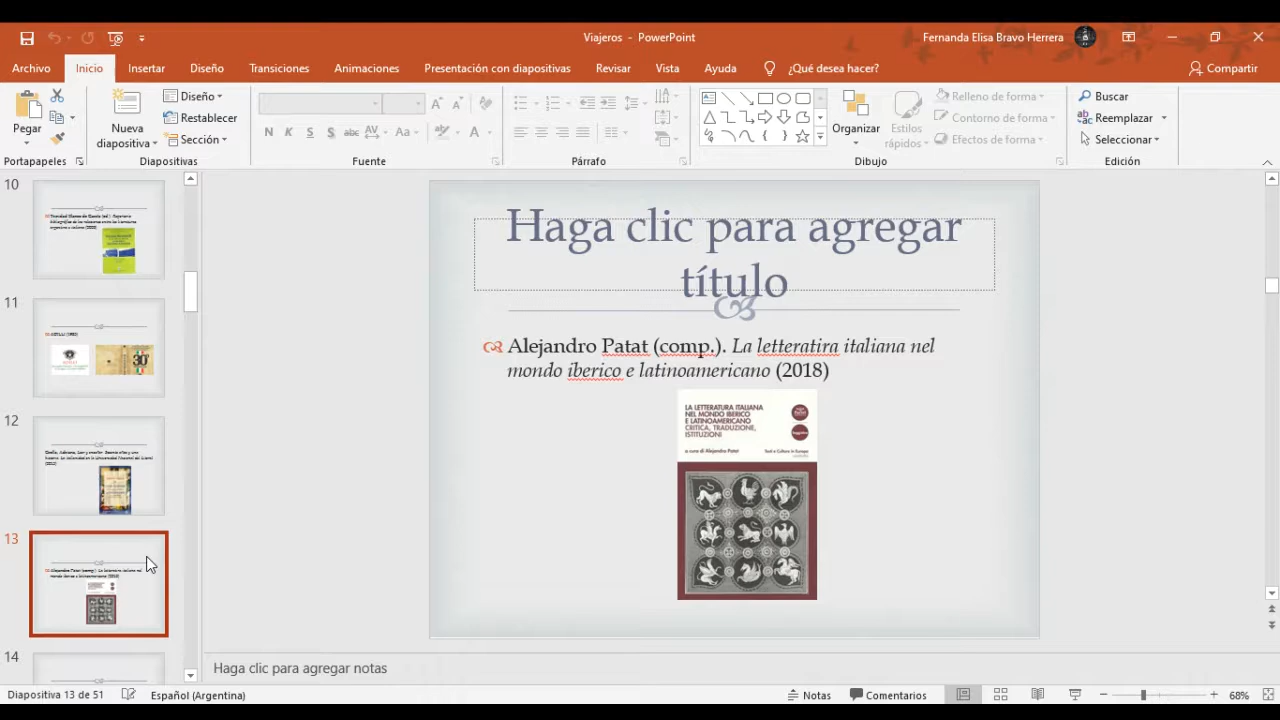 Viajeros - PowerPoint
Fernanda Elisa Bravo Herrera
Archivo Inicio Insertar Diseño Transiciones Animaciones Presentación con diapositivas Revisar Vista Ayuda ¿Qué desea hacer? Compartir
Pegar
Nueva
diapositiva
Diseño
Restablecer
Sección
Organizar
Estilos
rápidos
Relleno de forma
Contorno de forma
Efectos de forma
Buscar
Reemplazar
Seleccionar
Portapapeles Diapositivas Fuente Párrafo Dibujo Edición
10
11
12
13
14
Haga clic para agregar
título
Alejandro Patat (comp.). La letteratira italiana nel
mondo iberico e latinoamericano (2018)
LA LETTERATURA ITALIANA
NEL MONDO IBERICO
E LATINOAMERICANO
CRITICA, TRADUZIONE,
ISTITUZIONI
a cura di Alejandro Patat
Haga clic para agregar notas
Diapositiva 13 de 51 Español (Argentina) Notas Comentarios 68%